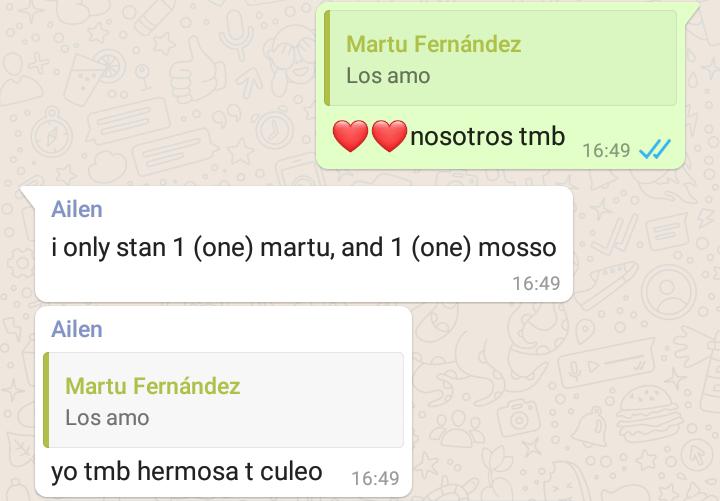 Martu Fernández
Los amo
❤️❤️nosotros tmb
16:49
Ailen
i only stan 1 (one) martu, and 1 (one) mosso
16:49
Ailen
Martu Fernández
Los amo
yo tmb hermosa t culeo
16:49